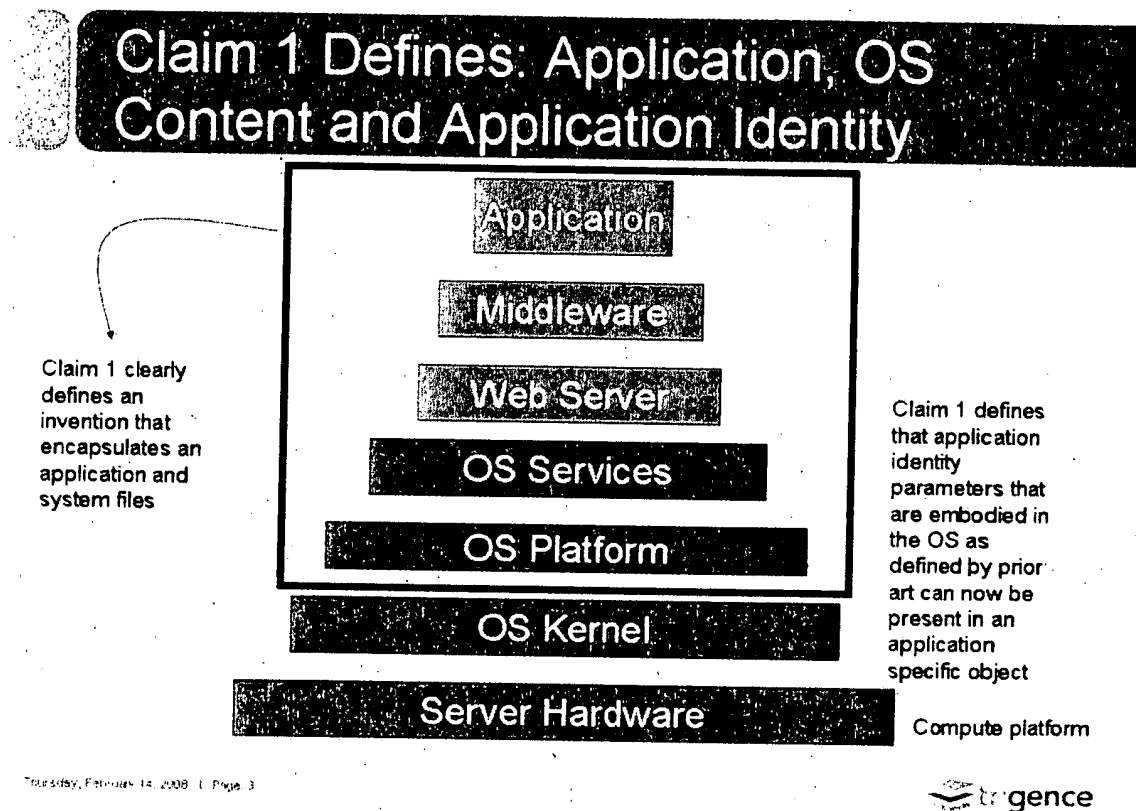 Claim 1 Defines: Application, OS
Content and Application Identity
Application
Middleware
Web Server
OS Services
OS Platform
OS Kernel
Server Hardware
Claim 1 clearly
defines an
invention that
encapsulates an
application and
system files
Claim 1 defines
that application
identity
parameters that
are embodied in
the OS as
defined by prior
art can now be
present in an
application
specific object
Compute platform
Thursday, February 14, 2008 | Page 3
trigence